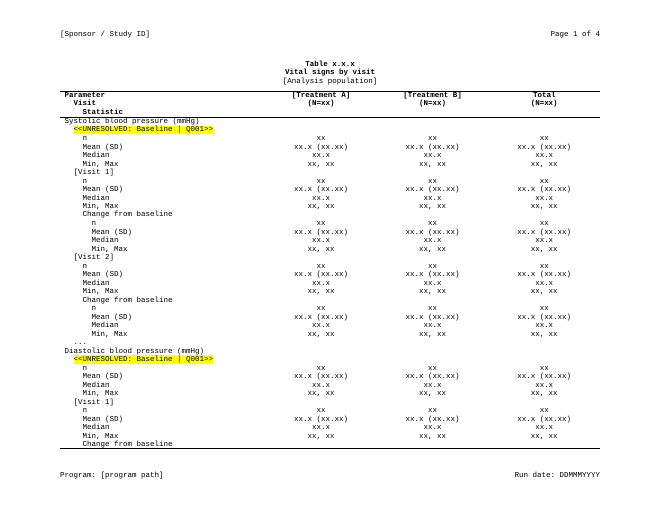 [Sponsor / Study ID] Page 1 of 4
Table x.x.x
Vital signs by visit
[Analysis population]
Parameter [Treatment A] [Treatment B] Total
Visit (N=xx) (N=xx) (N=xx)
Statistic
Systolic blood pressure (mmHg)
<<UNRESOLVED: Baseline | Q001>>
n xx xx xx
Mean (SD) xx.x (xx.xx) xx.x (xx.xx) xx.x (xx.xx)
Median xx.x xx.x xx.x
Min, Max xx, xx xx, xx xx, xx
[Visit 1]
n xx xx xx
Mean (SD) xx.x (xx.xx) xx.x (xx.xx) xx.x (xx.xx)
Median xx.x xx.x xx.x
Min, Max xx, xx xx, xx xx, xx
Change from baseline
n xx xx xx
Mean (SD) xx.x (xx.xx) xx.x (xx.xx) xx.x (xx.xx)
Median xx.x xx.x xx.x
Min, Max xx, xx xx, xx xx, xx
[Visit 2]
n xx xx xx
Mean (SD) xx.x (xx.xx) xx.x (xx.xx) xx.x (xx.xx)
Median xx.x xx.x xx.x
Min, Max xx, xx xx, xx xx, xx
Change from baseline
n xx xx xx
Mean (SD) xx.x (xx.xx) xx.x (xx.xx) xx.x (xx.xx)
Median xx.x xx.x xx.x
Min, Max xx, xx xx, xx xx, xx
...
Diastolic blood pressure (mmHg)
<<UNRESOLVED: Baseline | Q001>>
n xx xx xx
Mean (SD) xx.x (xx.xx) xx.x (xx.xx) xx.x (xx.xx)
Median xx.x xx.x xx.x
Min, Max xx, xx xx, xx xx, xx
[Visit 1]
n xx xx xx
Mean (SD) xx.x (xx.xx) xx.x (xx.xx) xx.x (xx.xx)
Median xx.x xx.x xx.x
Min, Max xx, xx xx, xx xx, xx
Change from baseline
Program: [program path] Run date: DDMMMYYYY